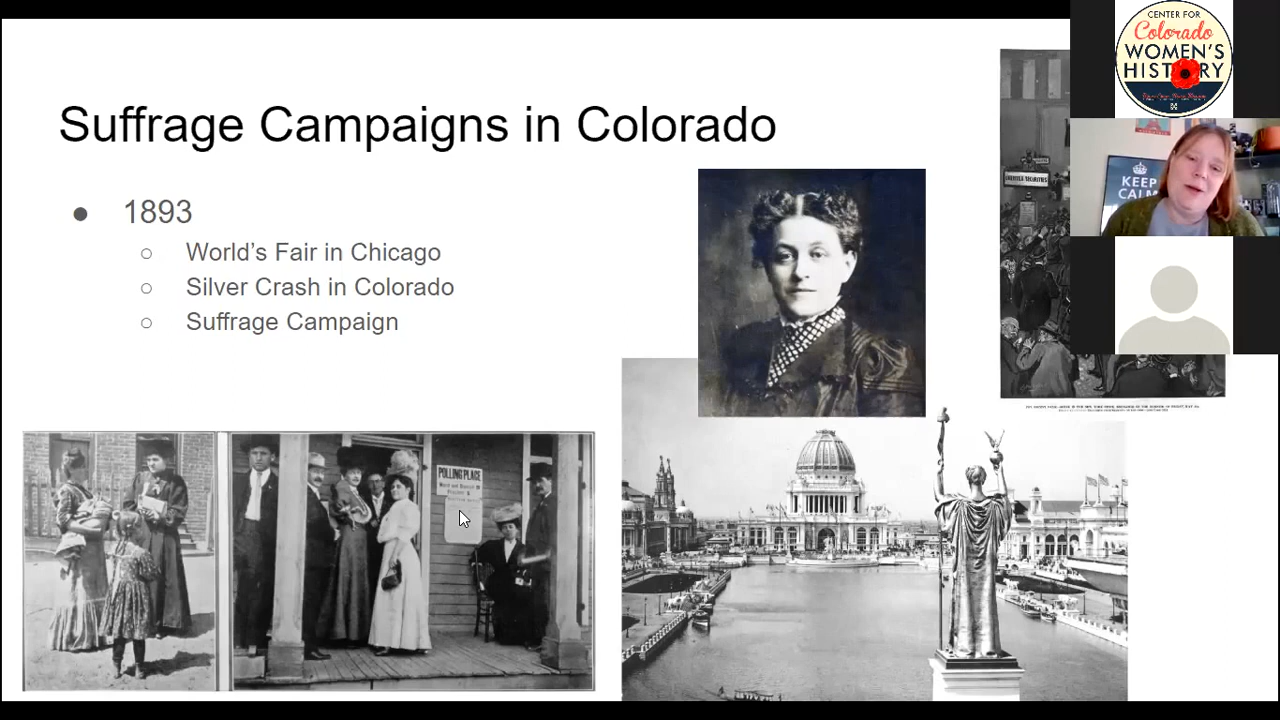 Suffrage Campaigns in Colorado
● 1893
○ World's Fair in Chicago
○ Silver Crash in Colorado
○ Suffrage Campaign
POLLING PLACE
CENTER FOR
Colorado
WOMEN'S
HISTORY
KEEP
CALM